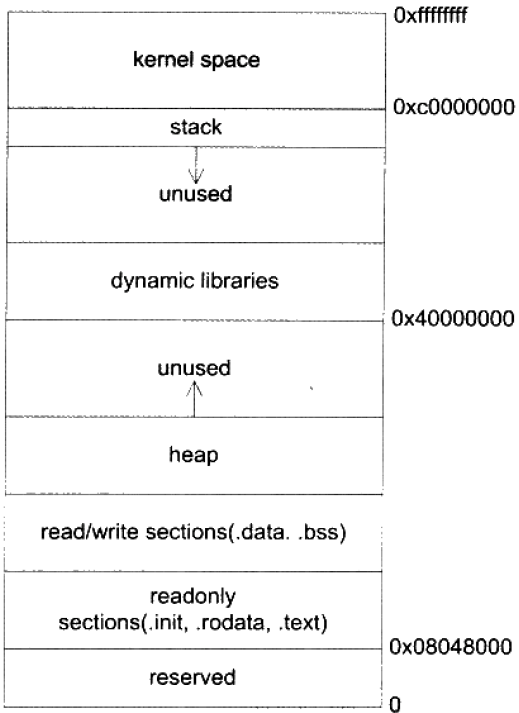 0xffffffff
kernel space
0xc0000000
stack
unused
dynamic libraries
0x40000000
unused
heap
read/write sections(.data. .bss)
readonly
sections(.init, .rodata, .text)
0x08048000
reserved
0